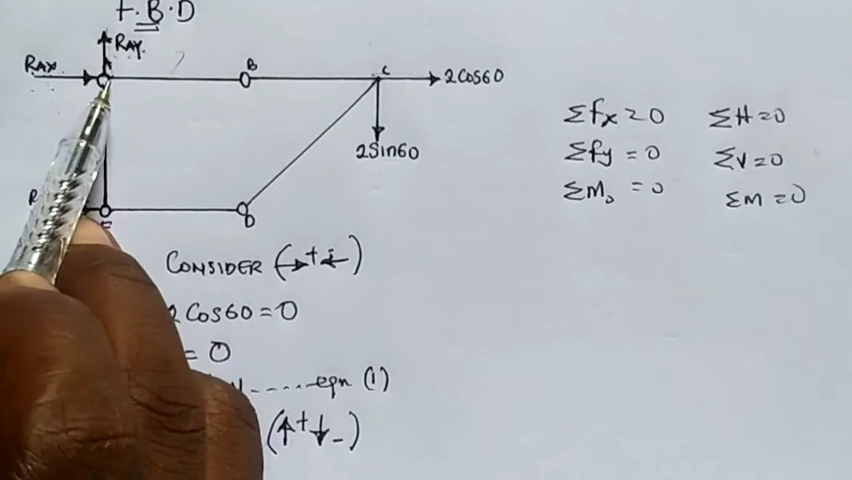 F.B.D
RAY
RAX
A
B
C
2COS60
2Sin60
D
E
CONSIDER (→+ ←-)
2Cos60=0
= 0
-----eqn (1)
(↑+↓-)
Σfx=0 ΣH=0
Σfy=0 ΣV=0
ΣMo=0 Σm=0